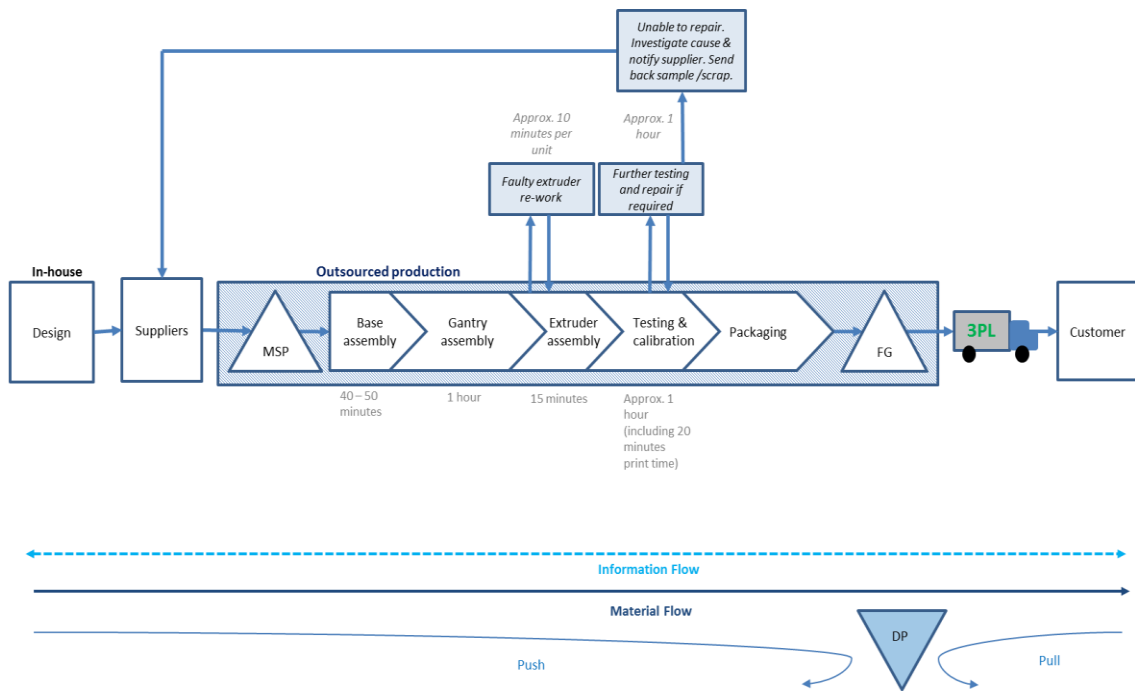 Unable to repair.
Investigate cause &
notify supplier. Send
back sample /scrap.
Approx. 10
minutes per
unit
Approx. 1
hour
Faulty extruder
re-work
Further testing
and repair if
required
In-house
Outsourced production
Design
Suppliers
MSP
Base
assembly
Gantry
assembly
Extruder
assembly
Testing &
calibration
Packaging
FG
3PL
Customer
40 – 50
minutes
1 hour
15 minutes
Approx. 1
hour
(including 20
minutes
print time)
Information Flow
Material Flow
DP
Push
Pull